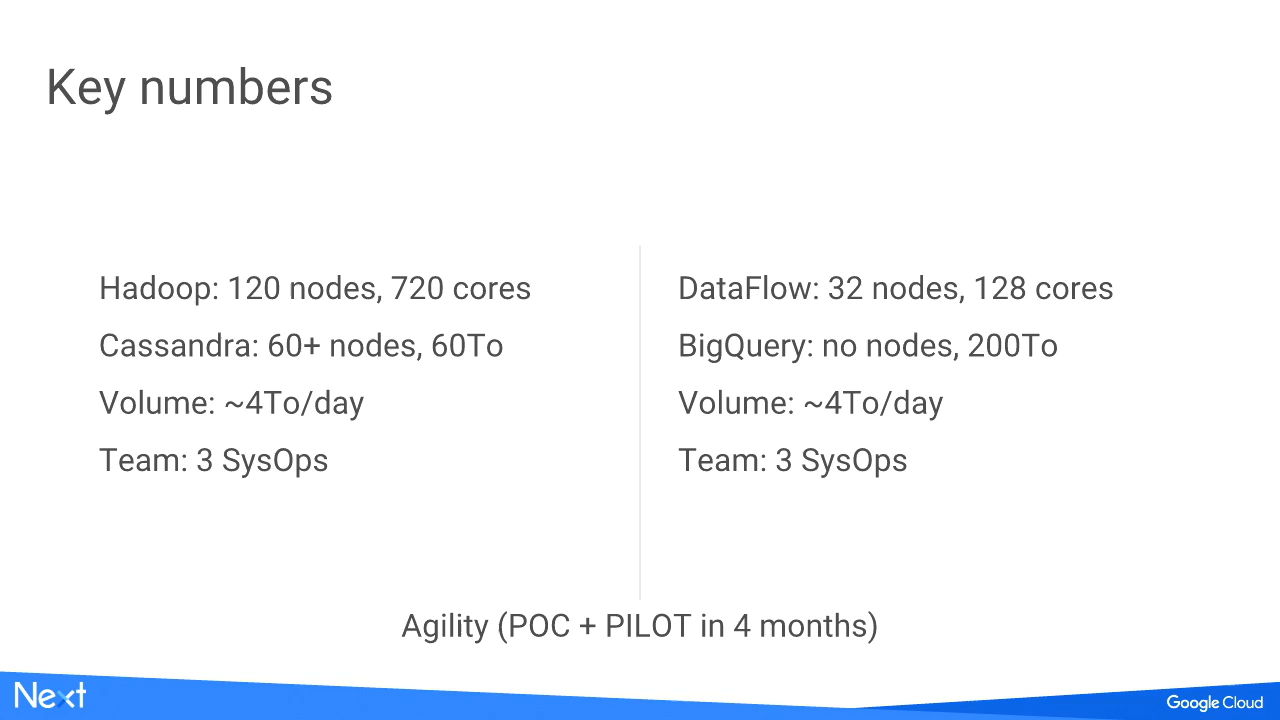 Key numbers
Hadoop: 120 nodes, 720 cores
Cassandra: 60+ nodes, 60To
Volume: ~4To/day
Team: 3 SysOps
DataFlow: 32 nodes, 128 cores
BigQuery: no nodes, 200To
Volume: ~4To/day
Team: 3 SysOps
Agility (POC + PILOT in 4 months)
Next
Google Cloud